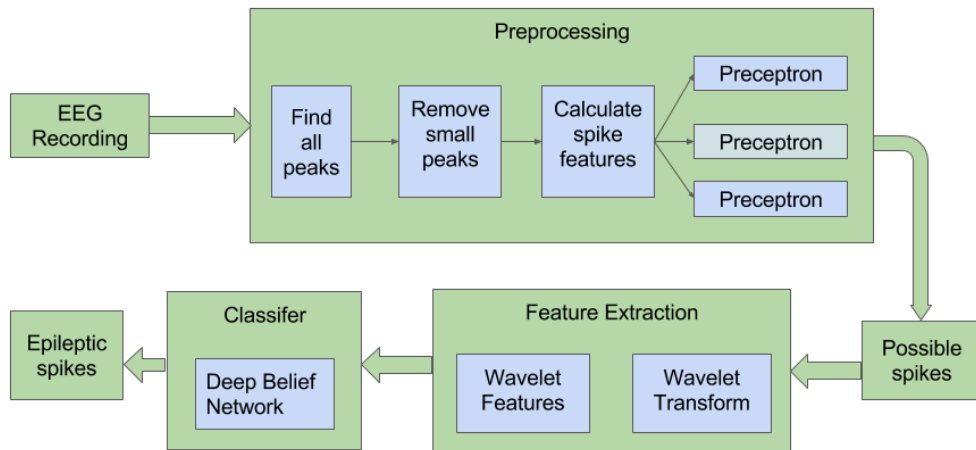 Preprocessing
EEG
Recording
Find
all
peaks
Remove
small
peaks
Calculate
spike
features
Preceptron
Preceptron
Preceptron
Epileptic
spikes
Classifer
Deep Belief
Network
Feature Extraction
Wavelet
Features
Wavelet
Transform
Possible
spikes